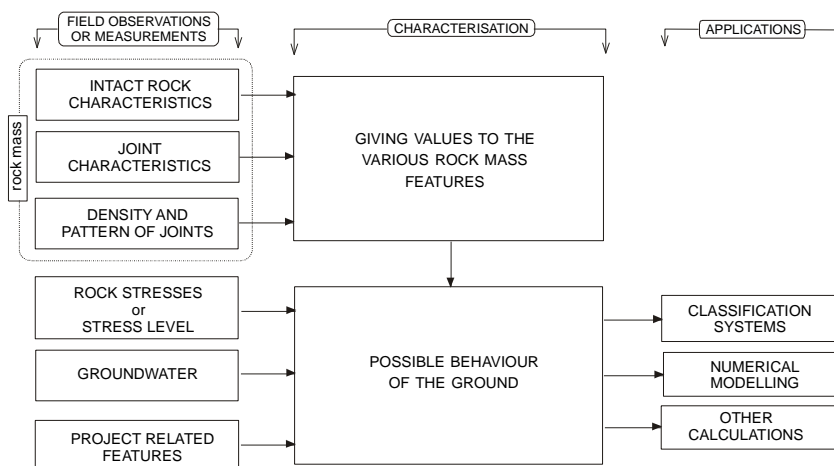 FIELD OBSERVATIONS
OR MEASUREMENTS
CHARACTERISATION
APPLICATIONS
rock mass
INTACT ROCK
CHARACTERISTICS
JOINT
CHARACTERISTICS
DENSITY AND
PATTERN OF JOINTS
GIVING VALUES TO THE
VARIOUS ROCK MASS
FEATURES
ROCK STRESSES
or
STRESS LEVEL
GROUNDWATER
PROJECT RELATED
FEATURES
POSSIBLE BEHAVIOUR
OF THE GROUND
CLASSIFICATION
SYSTEMS
NUMERICAL
MODELLING
OTHER
CALCULATIONS